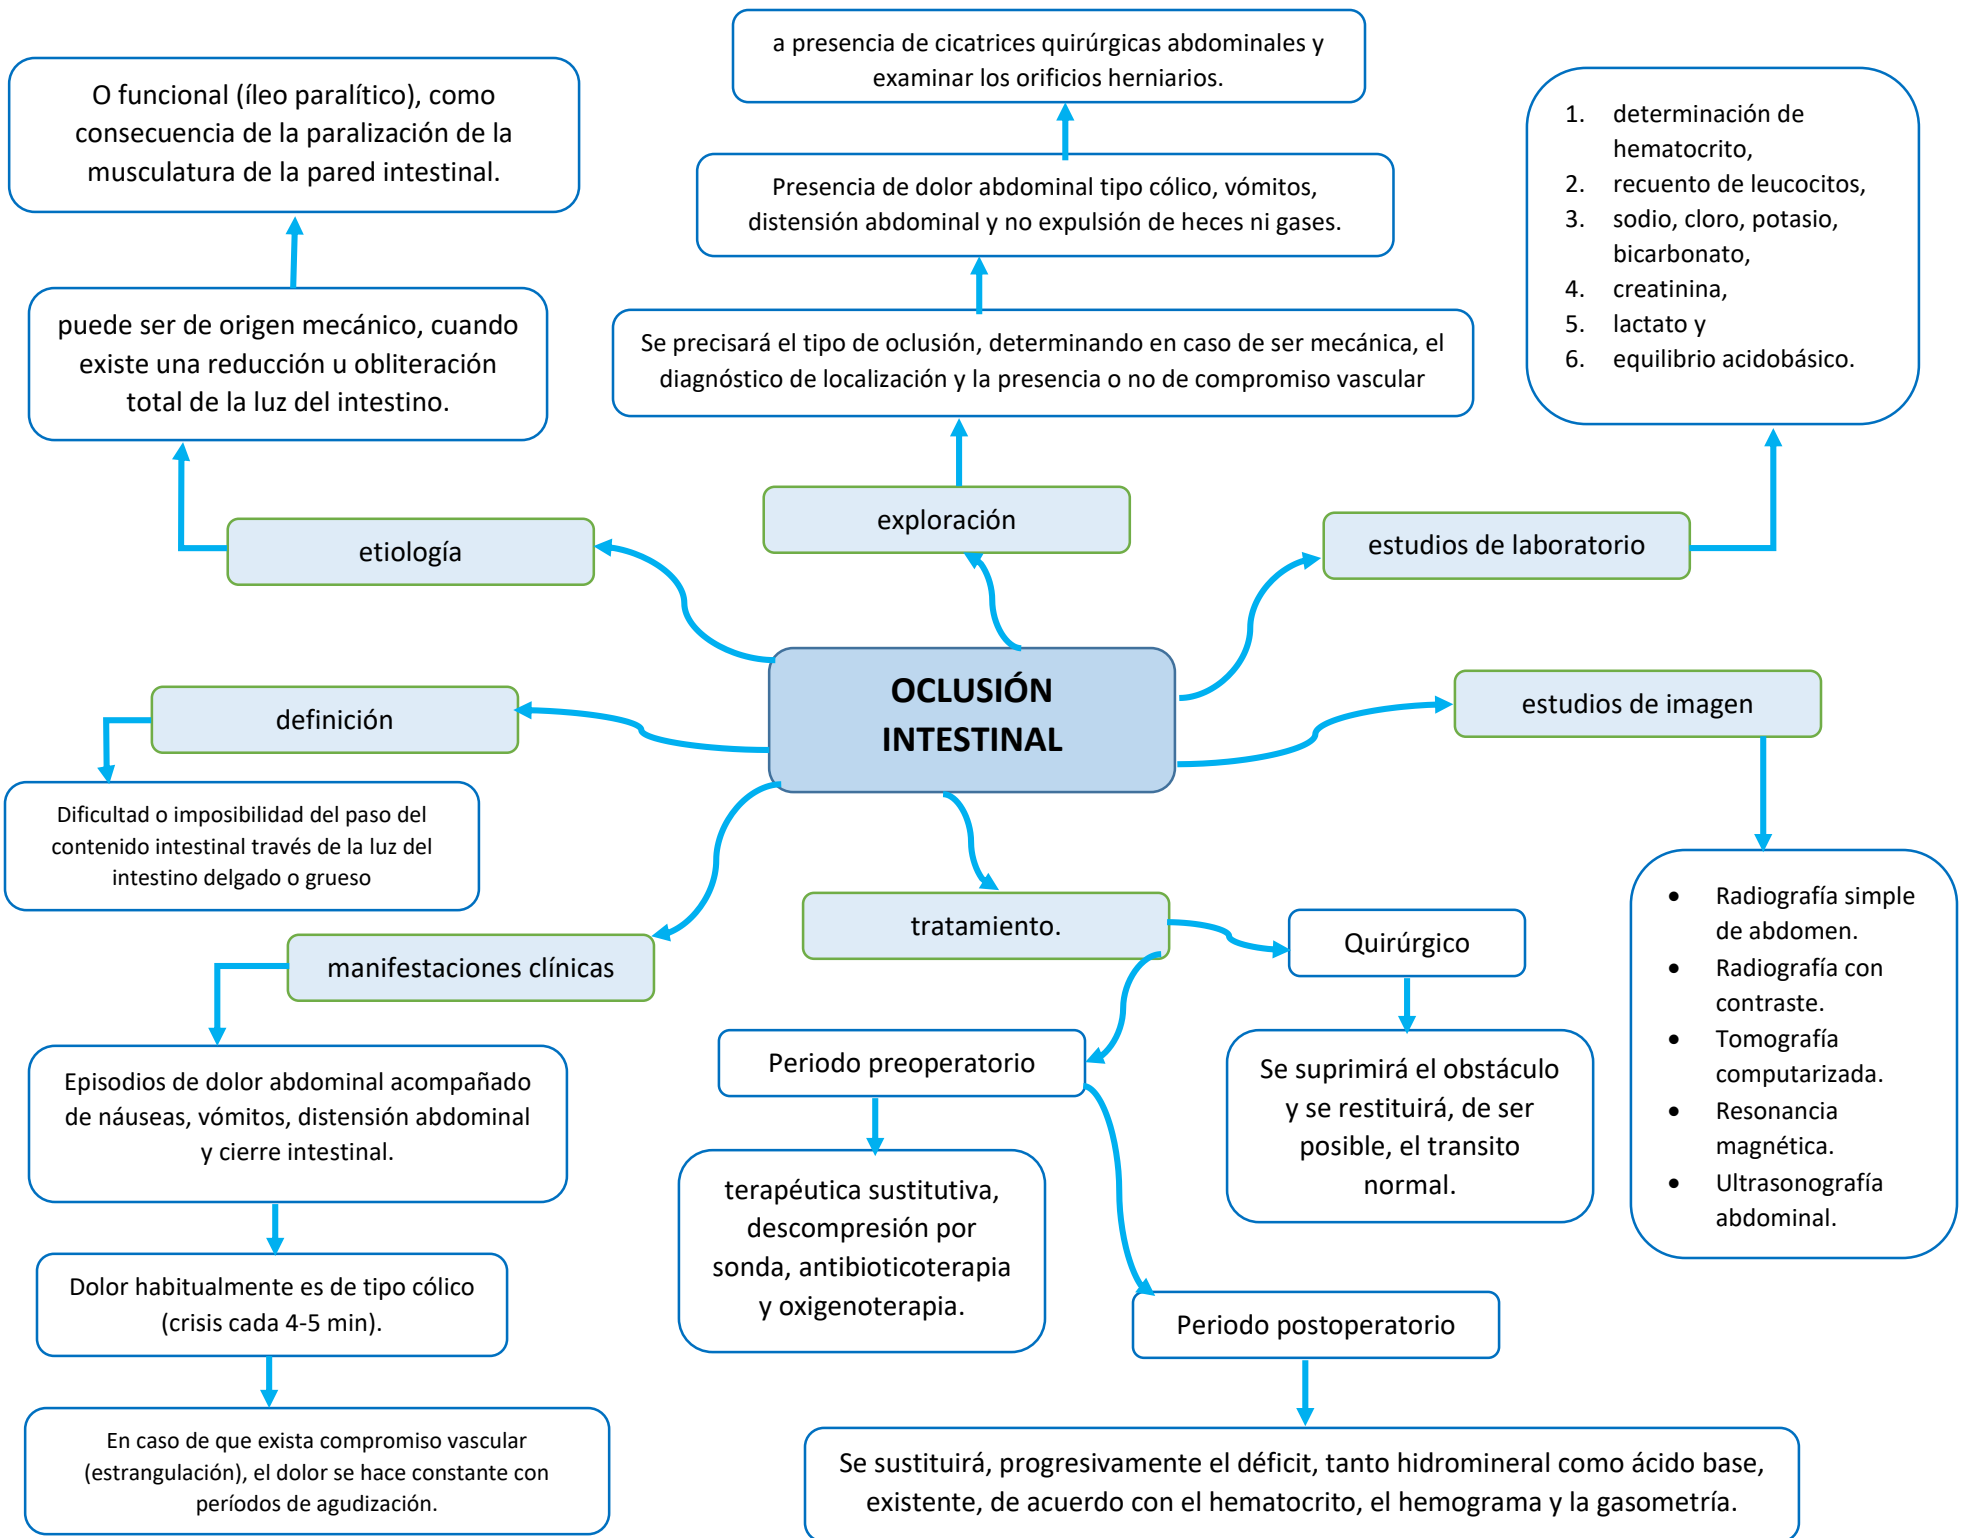 a presencia de cicatrices quirúrgicas abdominales y
examinar los orificios herniarios.
O funcional (íleo paralítico), como
consecuencia de la paralización de la
musculatura de la pared intestinal.
1. determinación de
hematocrito,
2. recuento de leucocitos,
3. sodio, cloro, potasio,
bicarbonato,
4. creatinina,
5. lactato y
6. equilibrio acidobásico.
Presencia de dolor abdominal tipo cólico, vómitos,
distensión abdominal y no expulsión de heces ni gases.
puede ser de origen mecánico, cuando
existe una reducción u obliteración
total de la luz del intestino.
Se precisará el tipo de oclusión, determinando en caso de ser mecánica, el
diagnóstico de localización y la presencia o no de compromiso vascular
exploración
etiología
estudios de laboratorio
OCLUSIÓN
INTESTINAL
definición
estudios de imagen
Dificultad o imposibilidad del paso del
contenido intestinal través de la luz del
intestino delgado o grueso
tratamiento.
Quirúrgico
manifestaciones clínicas
• Radiografía simple
de abdomen.
• Radiografía con
contraste.
• Tomografía
computarizada.
• Resonancia
magnética.
• Ultrasonografía
abdominal.
Periodo preoperatorio
Se suprimirá el obstáculo
y se restituirá, de ser
posible, el transito
normal.
Episodios de dolor abdominal acompañado
de náuseas, vómitos, distensión abdominal
y cierre intestinal.
terapéutica sustitutiva,
descompresión por
sonda, antibioticoterapia
y oxigenoterapia.
Dolor habitualmente es de tipo cólico
(crisis cada 4-5 min).
Periodo postoperatorio
En caso de que exista compromiso vascular
(estrangulación), el dolor se hace constante con
períodos de agudización.
Se sustituirá, progresivamente el déficit, tanto hidromineral como ácido base,
existente, de acuerdo con el hematocrito, el hemograma y la gasometría.